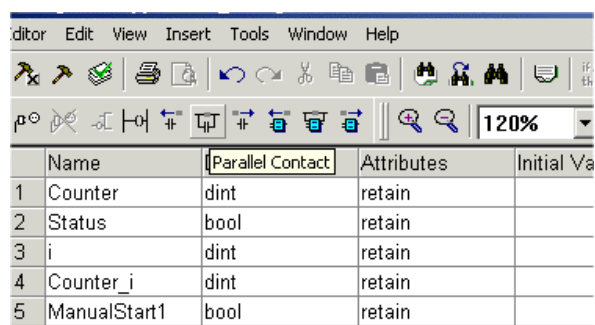 ditor Edit View Insert Tools Window Help
120%
Name Parallel Contact Attributes Initial Va
1 Counter dint retain
2 Status bool retain
3 i dint retain
4 Counter_i dint retain
5 ManualStart1 bool retain